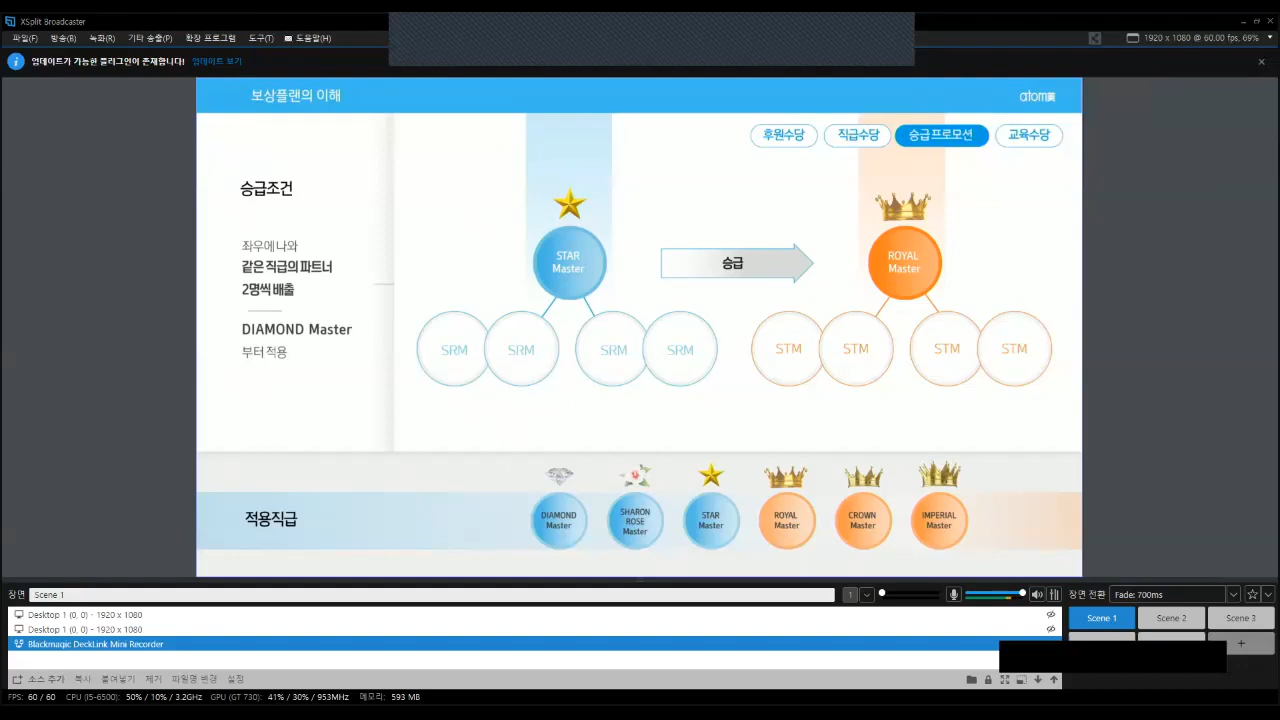 XSplit Broadcaster
파일(F) 방송(B) 녹화(R) 기타 송출(P) 확장 프로그램 도구(T) 도움말(H)
1920 x 1080 @ 60.00 fps, 69%
업데이트가 가능한 플러그인이 존재합니다! 업데이트 보기
보상플랜의 이해
atom美
후원수당 직급수당 승급프로모션 교육수당
승급조건
좌우에 나와
같은 직급의 파트너
2명씩 배출
DIAMOND Master
부터 적용
STAR
Master
승급
ROYAL
Master
SRM SRM SRM SRM STM STM STM STM
적용직급
DIAMOND
Master
SHARON
ROSE
Master
STAR
Master
ROYAL
Master
CROWN
Master
IMPERIAL
Master
장면 Scene 1
1
장면 전환 Fade: 700ms
Desktop 1 (0, 0) - 1920 x 1080
Desktop 1 (0, 0) - 1920 x 1080
Blackmagic DeckLink Mini Recorder
Scene 1 Scene 2 Scene 3
소스 추가 복사 붙여넣기 제거 파일명 변경 설정
FPS: 60 / 60 CPU (I5-6500): 50% / 10% / 3.2GHz GPU (GT 730): 41% / 30% / 953MHz 메모리: 593 MB